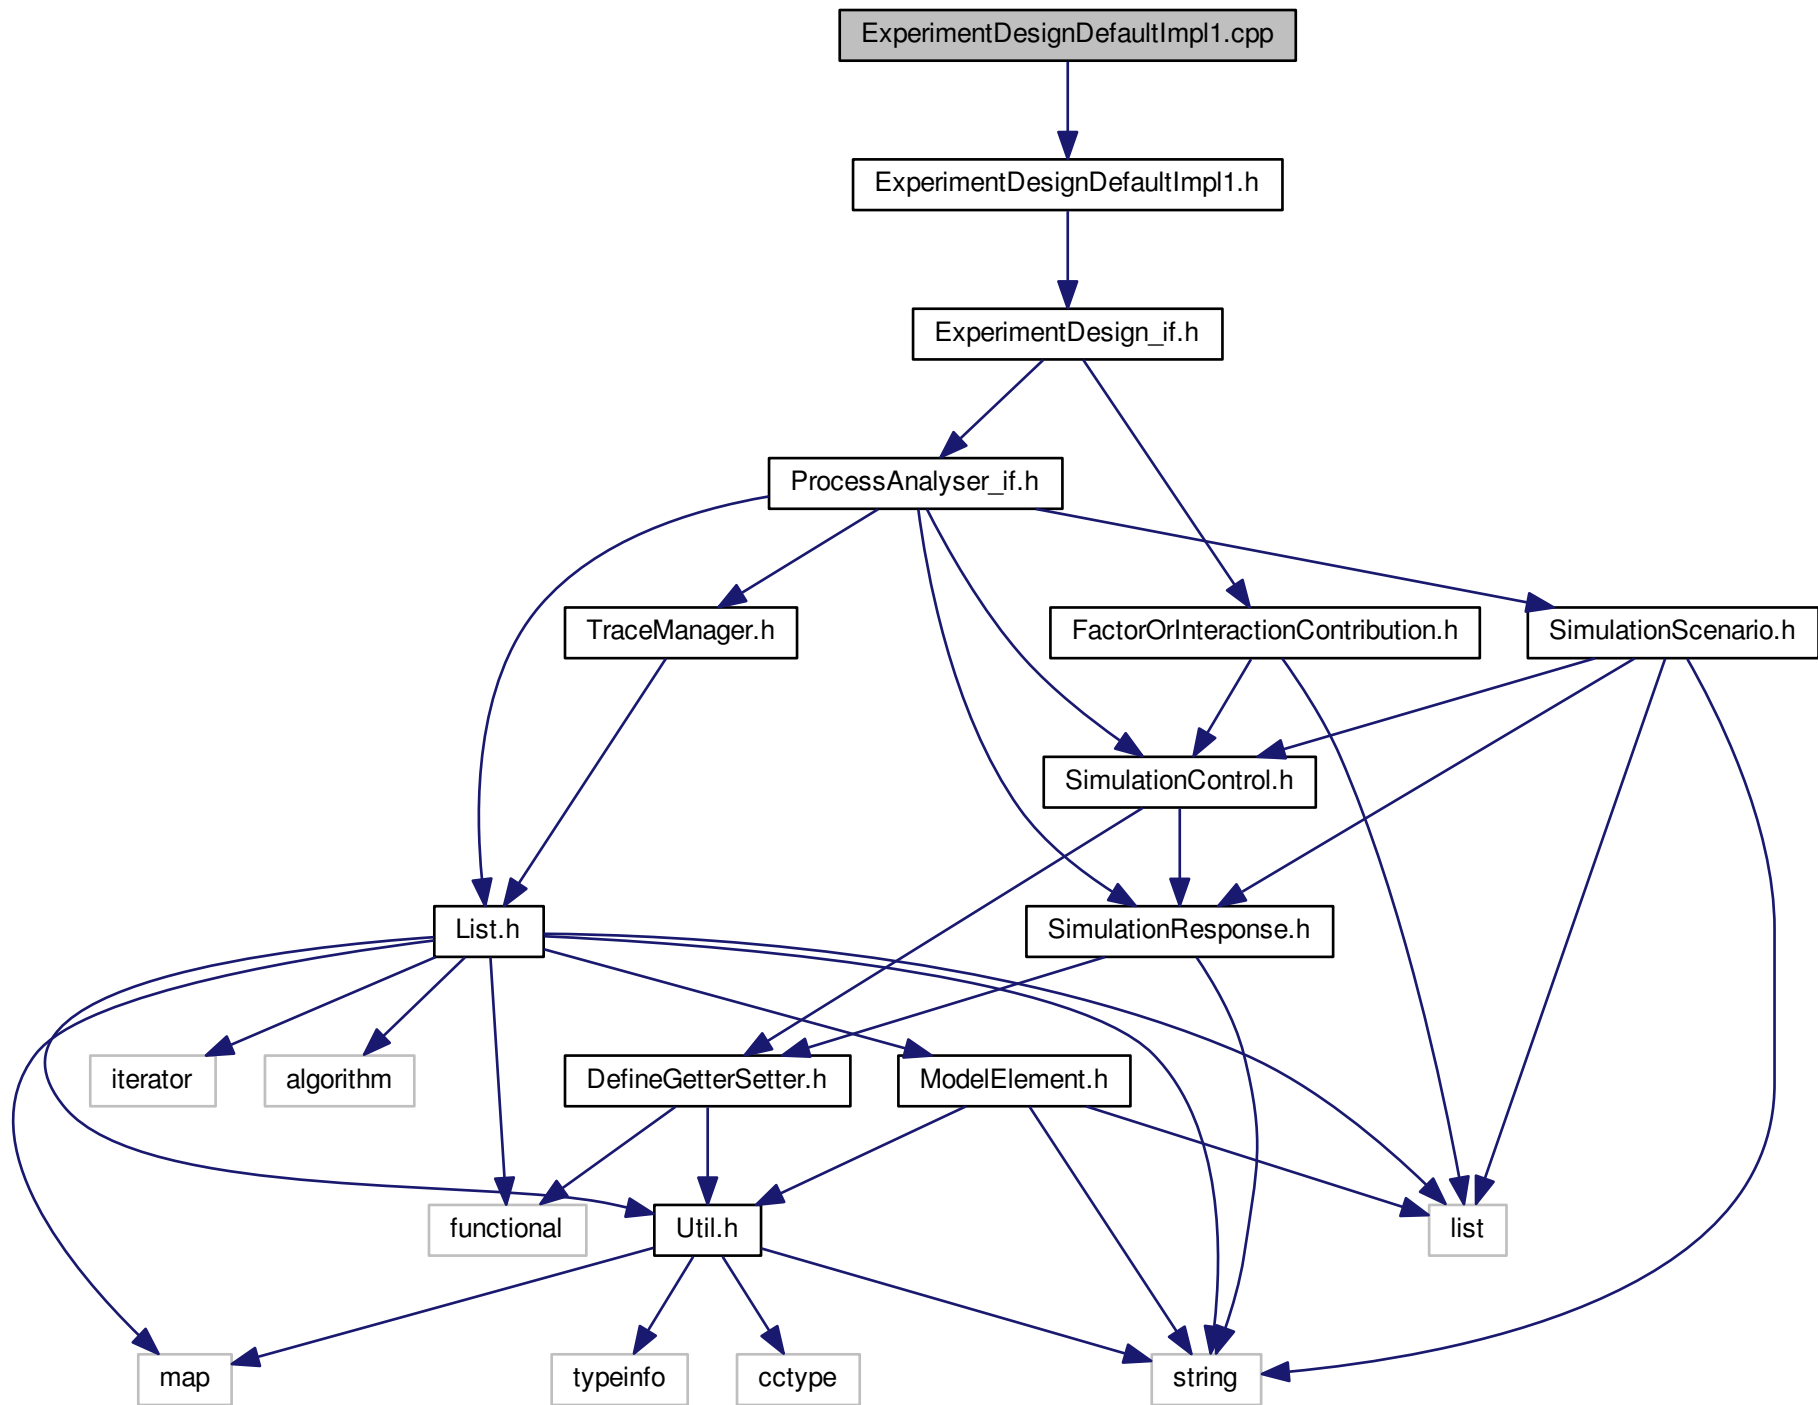 ExperimentDesignDefaultImpl1.cpp
ExperimentDesignDefaultImpl1.h
ExperimentDesign_if.h
ProcessAnalyser_if.h
TraceManager.h
FactorOrInteractionContribution.h
SimulationScenario.h
SimulationControl.h
List.h
SimulationResponse.h
iterator
algorithm
DefineGetterSetter.h
ModelElement.h
functional
Util.h
list
map
typeinfo
cctype
string